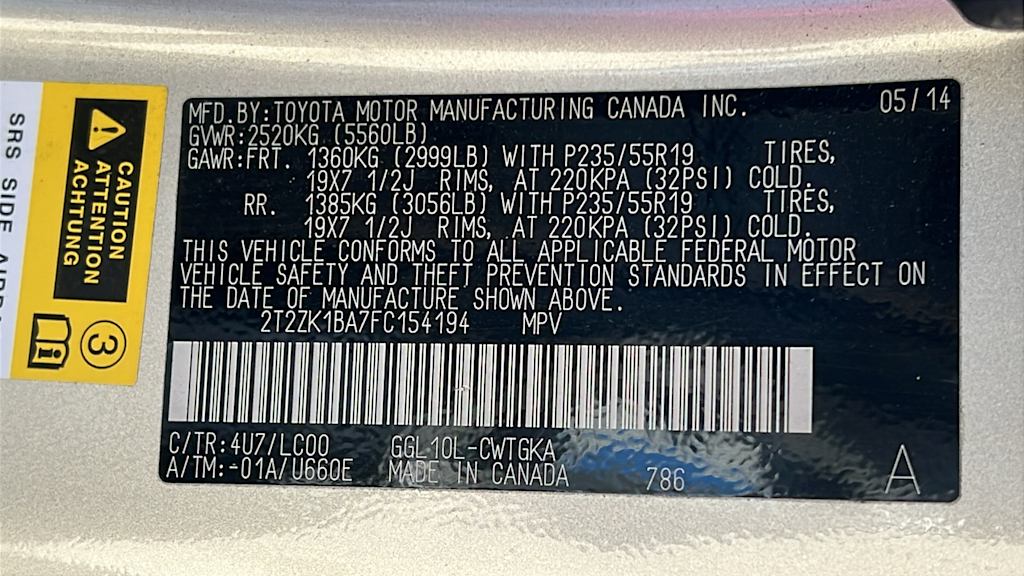 MFD.BY:TOYOTA MOTOR MANUFACTURING CANADA INC. 05/14
GVWR:2520KG (5560LB)
GAWR:FRT. 1360KG (2999LB) WITH P235/55R19 TIRES,
19X7 1/2J RIMS, AT 220KPA (32PSI) COLD.
RR. 1385KG (3056LB) WITH P235/55R19 TIRES,
19X7 1/2J RIMS, AT 220KPA (32PSI) COLD.
THIS VEHICLE CONFORMS TO ALL APPLICABLE FEDERAL MOTOR
VEHICLE SAFETY AND THEFT PREVENTION STANDARDS IN EFFECT ON
THE DATE OF MANUFACTURE SHOWN ABOVE.
2T2ZK1BA7FC154194 MPV
C/TR:4U7/LC00 GGL10L-CWTGKA
A/TM:-01A/U660E MADE IN CANADA 786 A
CAUTION
ATTENTION
ACHTUNG
3
SRS SIDE